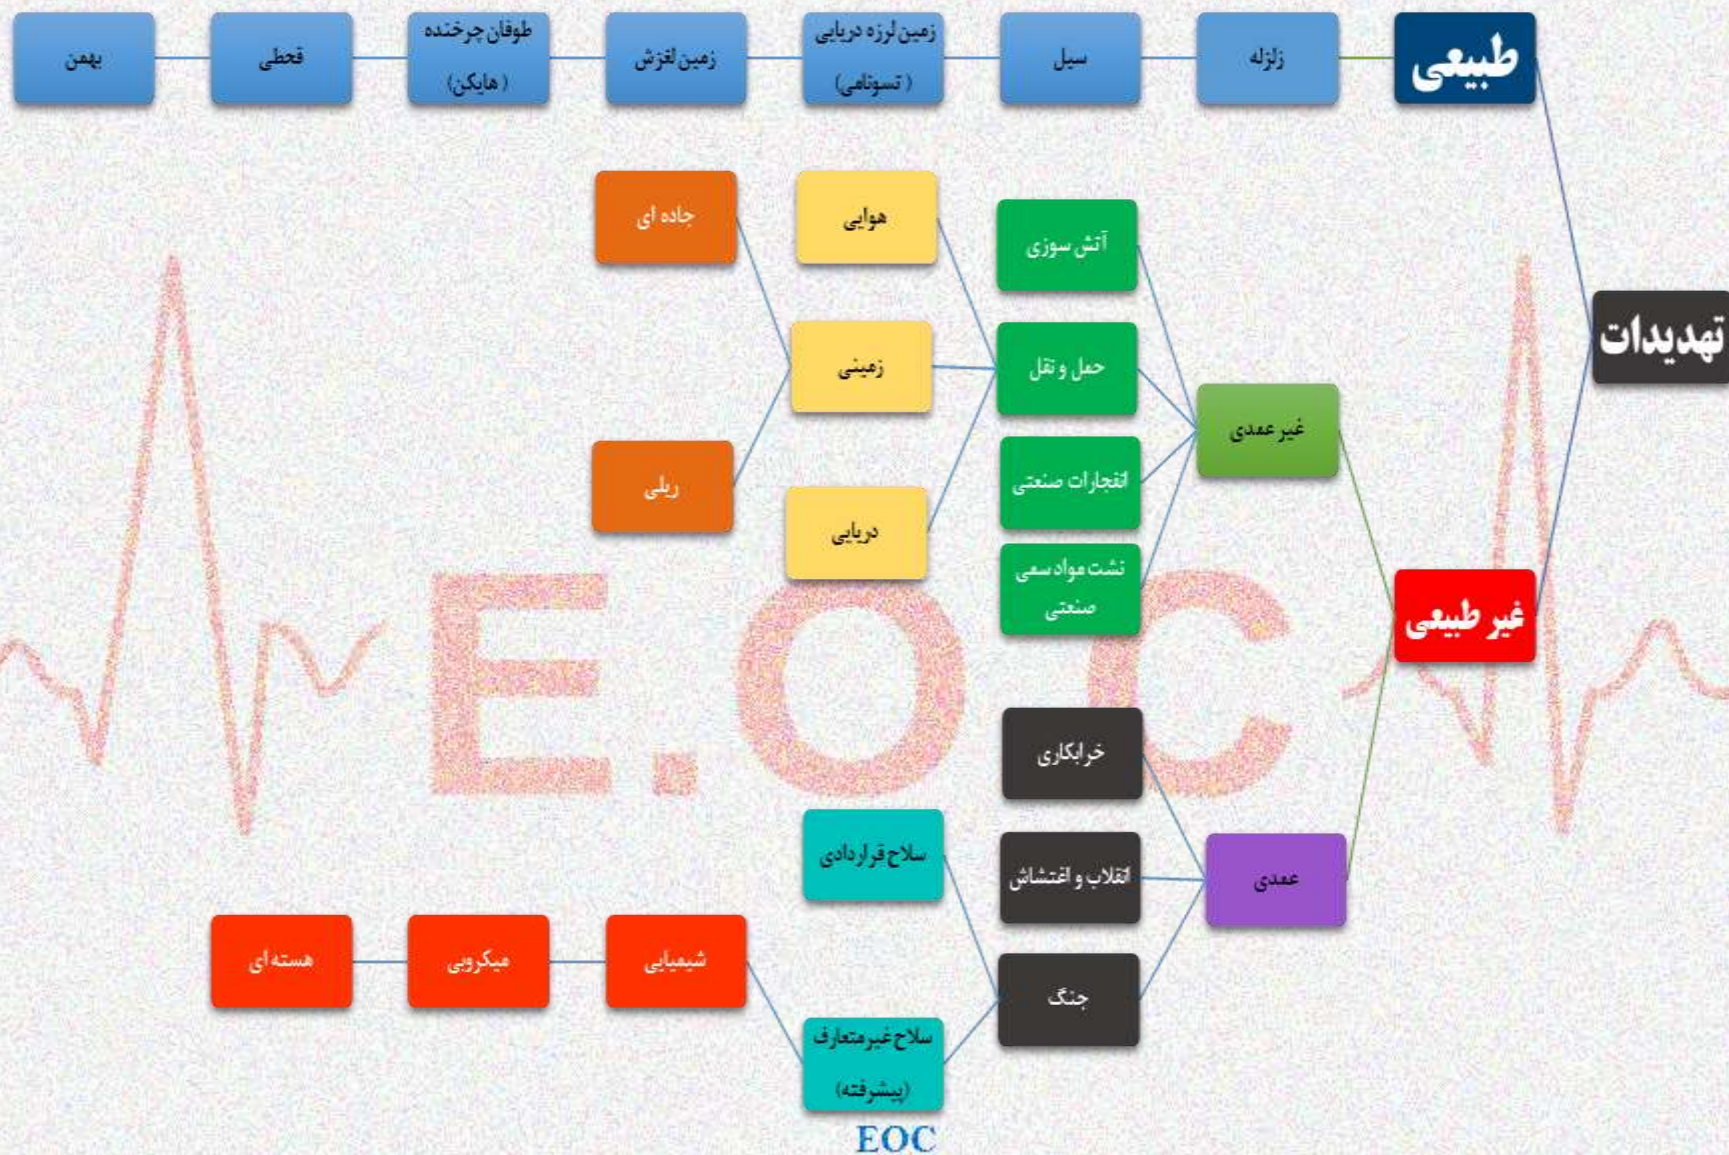 تهدیدات
طبیعی
زلزله
سیل
زمین لرزه دریایی
(تسونامی)
زمین لغزش
طوفان چرخنده
(هایکن)
قحطی
بهمن
غیر طبیعی
غیر عمدی
آتش سوزی
حمل و نقل
هوایی
زمینی
جاده ای
ریلی
دریایی
انفجارات صنعتی
نشت مواد سمی
صنعتی
عمدی
خرابکاری
انقلاب و اغتشاش
جنگ
سلاح قراردادی
سلاح غیرمتعارف
(پیشرفته)
شیمیایی
میکروبی
هسته ای
E.O.C
EOC